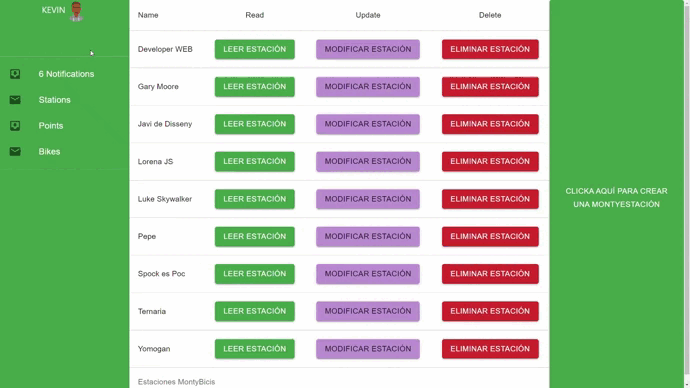 KEVIN
6 Notifications
Stations
Points
Bikes
Name Read Update Delete
Developer WEB LEER ESTACIÓN MODIFICAR ESTACIÓN ELIMINAR ESTACIÓN
Gary Moore LEER ESTACIÓN MODIFICAR ESTACIÓN ELIMINAR ESTACIÓN
Javi de Disseny LEER ESTACIÓN MODIFICAR ESTACIÓN ELIMINAR ESTACIÓN
Lorena JS LEER ESTACIÓN MODIFICAR ESTACIÓN ELIMINAR ESTACIÓN
Luke Skywalker LEER ESTACIÓN MODIFICAR ESTACIÓN ELIMINAR ESTACIÓN
Pepe LEER ESTACIÓN MODIFICAR ESTACIÓN ELIMINAR ESTACIÓN
Spock es Poc LEER ESTACIÓN MODIFICAR ESTACIÓN ELIMINAR ESTACIÓN
Ternaria LEER ESTACIÓN MODIFICAR ESTACIÓN ELIMINAR ESTACIÓN
Yomogan LEER ESTACIÓN MODIFICAR ESTACIÓN ELIMINAR ESTACIÓN
Estaciones MontyBicis
CLICKA AQUÍ PARA CREAR
UNA MONTYESTACIÓN